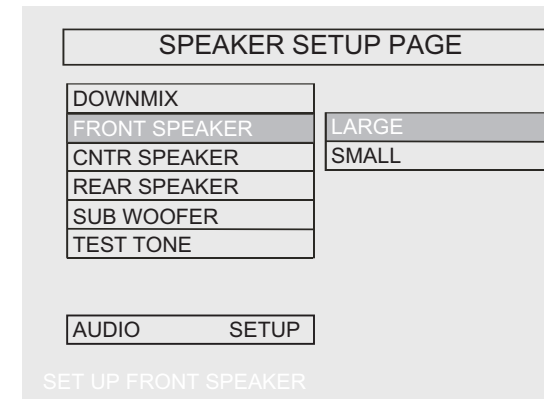 SPEAKER SETUP PAGE
DOWNMIX
FRONT SPEAKER LARGE
CNTR SPEAKER SMALL
REAR SPEAKER
SUB WOOFER
TEST TONE
AUDIO SETUP
SET UP FRONT SPEAKER